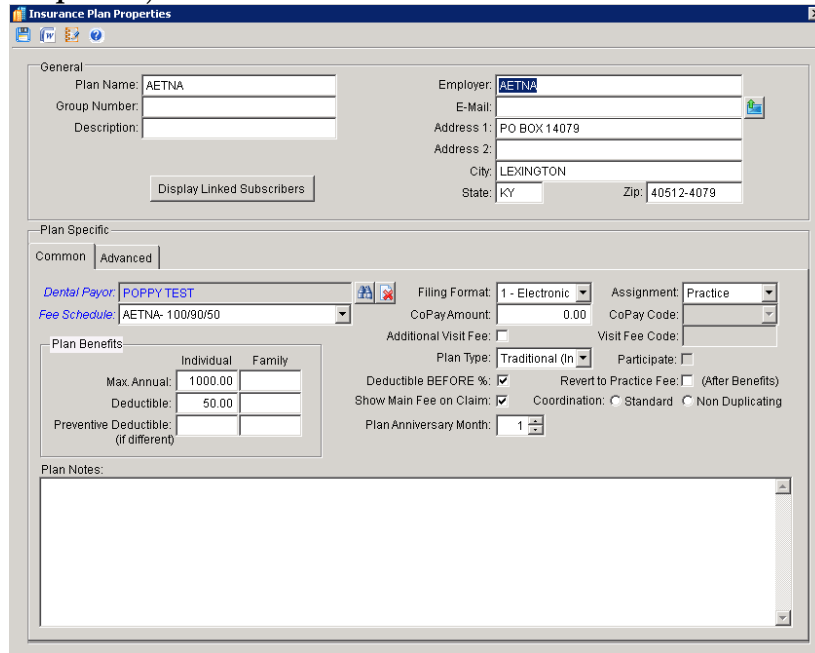 Insurance Plan Properties
General
Plan Name: AETNA Employer: AETNA
Group Number: E-Mail:
Description: Address 1: PO BOX 14079
Address 2:
City: LEXINGTON
Display Linked Subscribers State: KY Zip: 40512-4079
Plan Specific
Common Advanced
Dental Payor: POPPY TEST Filing Format: 1 - Electronic Assignment: Practice
Fee Schedule: AETNA- 100/90/50 CoPay Amount: 0.00 CoPay Code:
Additional Visit Fee: Visit Fee Code:
Plan Benefits
Individual Family Plan Type: Traditional (In Participate:
Max. Annual: 1000.00 Deductible BEFORE %: Revert to Practice Fee: (After Benefits)
Deductible: 50.00 Show Main Fee on Claim: Coordination: Standard Non Duplicating
Preventive Deductible: Plan Anniversary Month: 1
(if different)
Plan Notes: